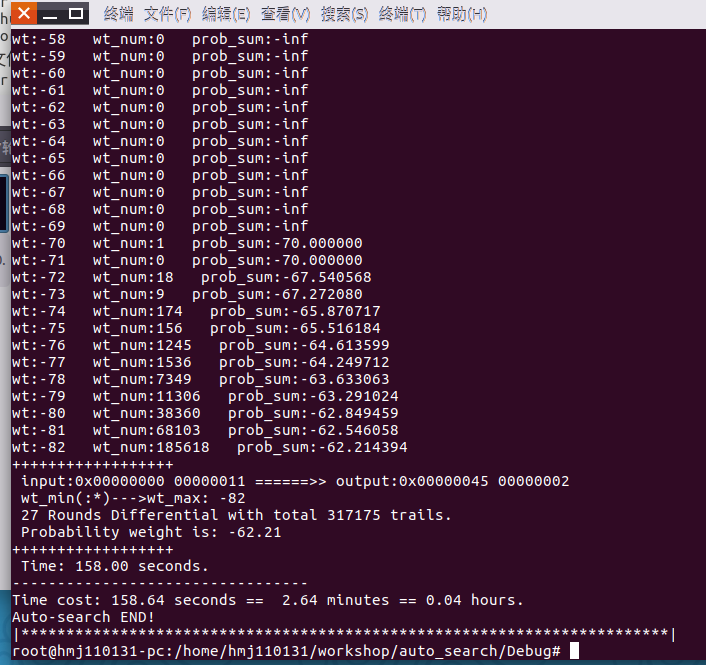 终端 文件(F) 编辑(E) 查看(V) 搜索(S) 终端(T) 帮助(H)
wt:-58 wt_num:0 prob_sum:-inf
wt:-59 wt_num:0 prob_sum:-inf
wt:-60 wt_num:0 prob_sum:-inf
wt:-61 wt_num:0 prob_sum:-inf
wt:-62 wt_num:0 prob_sum:-inf
wt:-63 wt_num:0 prob_sum:-inf
wt:-64 wt_num:0 prob_sum:-inf
wt:-65 wt_num:0 prob_sum:-inf
wt:-66 wt_num:0 prob_sum:-inf
wt:-67 wt_num:0 prob_sum:-inf
wt:-68 wt_num:0 prob_sum:-inf
wt:-69 wt_num:0 prob_sum:-inf
wt:-70 wt_num:1 prob_sum:-70.000000
wt:-71 wt_num:0 prob_sum:-70.000000
wt:-72 wt_num:18 prob_sum:-67.540568
wt:-73 wt_num:9 prob_sum:-67.272080
wt:-74 wt_num:174 prob_sum:-65.870717
wt:-75 wt_num:156 prob_sum:-65.516184
wt:-76 wt_num:1245 prob_sum:-64.613599
wt:-77 wt_num:1536 prob_sum:-64.249712
wt:-78 wt_num:7349 prob_sum:-63.633063
wt:-79 wt_num:11306 prob_sum:-63.291024
wt:-80 wt_num:38360 prob_sum:-62.849459
wt:-81 wt_num:68103 prob_sum:-62.546058
wt:-82 wt_num:185618 prob_sum:-62.214394
++++++++++++++++++
input:0x00000000 00000011 ======>> output:0x00000045 00000002
wt_min(:*)--->wt_max: -82
27 Rounds Differential with total 317175 trails.
Probability weight is: -62.21
++++++++++++++++++
Time: 158.00 seconds.
---------------------------------
Time cost: 158.64 seconds == 2.64 minutes == 0.04 hours.
Auto-search END!
|************************************************************************|
root@hmj110131-pc:/home/hmj110131/workshop/auto_search/Debug#